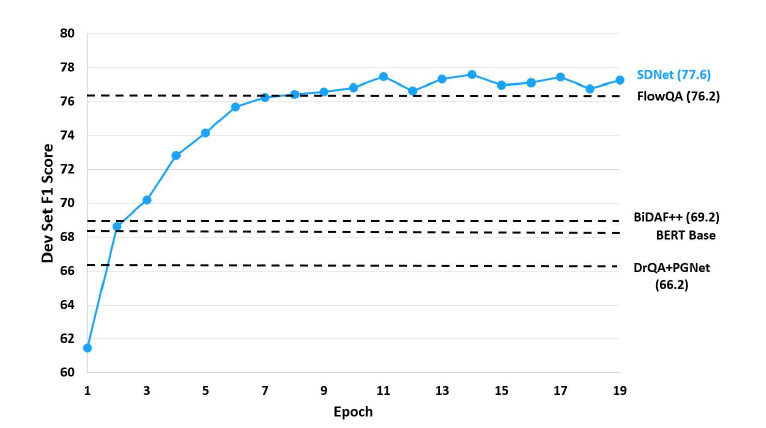 80
78
76
74
72
70
68
66
64
62
60
Dev Set F1 Score
1 3 5 7 9 11 13 15 17 19
Epoch
SDNet (77.6)
FlowQA (76.2)
BiDAF++ (69.2)
BERT Base
DrQA+PGNet
(66.2)